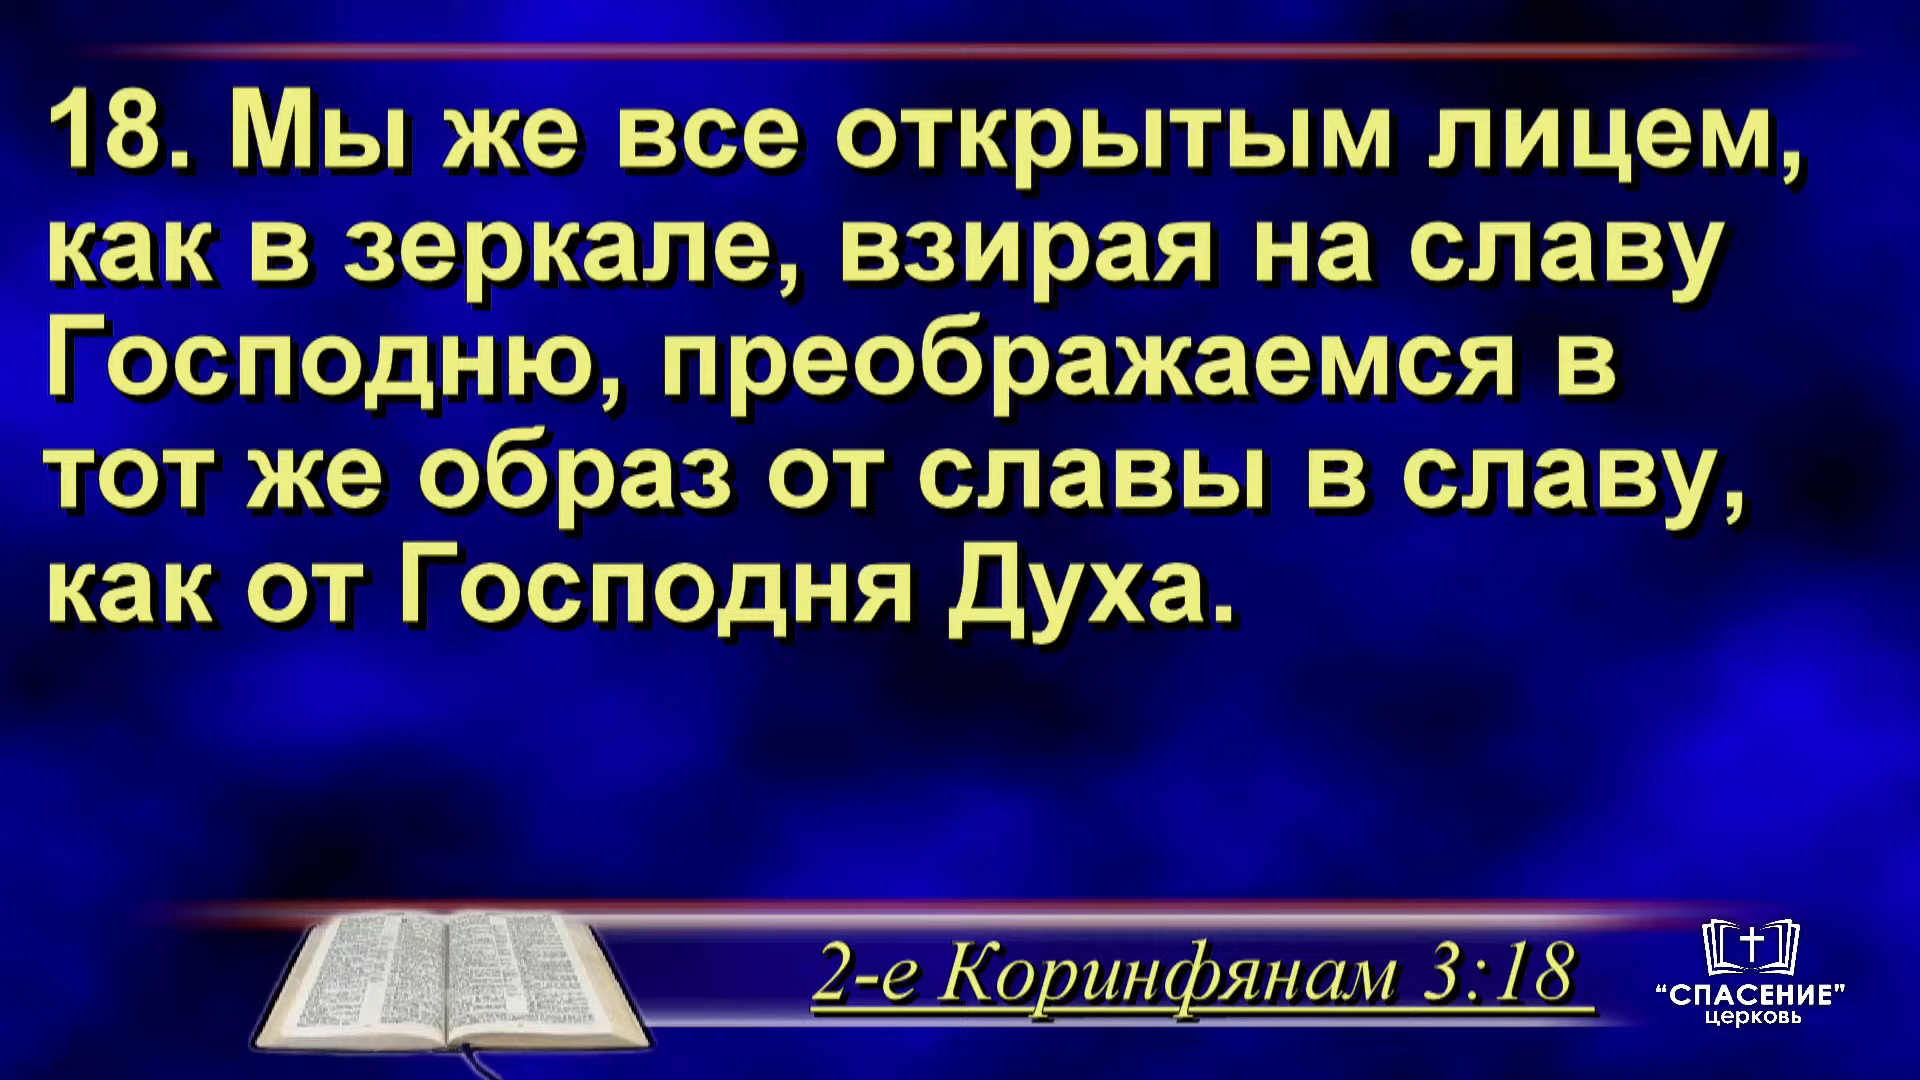 18. Мы же все открытым лицем,
как в зеркале, взирая на славу
Господню, преображаемся в
тот же образ от славы в славу,
как от Господня Духа.
2-е Коринфянам 3:18
“СПАСЕНИЕ”
церковь